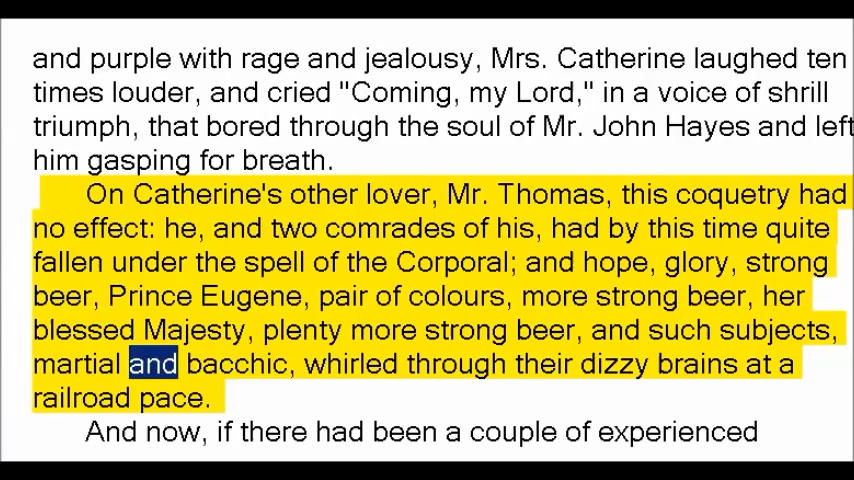 and purple with rage and jealousy, Mrs. Catherine laughed ten
times louder, and cried "Coming, my Lord," in a voice of shrill
triumph, that bored through the soul of Mr. John Hayes and left
him gasping for breath.
On Catherine's other lover, Mr. Thomas, this coquetry had
no effect: he, and two comrades of his, had by this time quite
fallen under the spell of the Corporal; and hope, glory, strong
beer, Prince Eugene, pair of colours, more strong beer, her
blessed Majesty, plenty more strong beer, and such subjects,
martial and bacchic, whirled through their dizzy brains at a
railroad pace.
And now, if there had been a couple of experienced